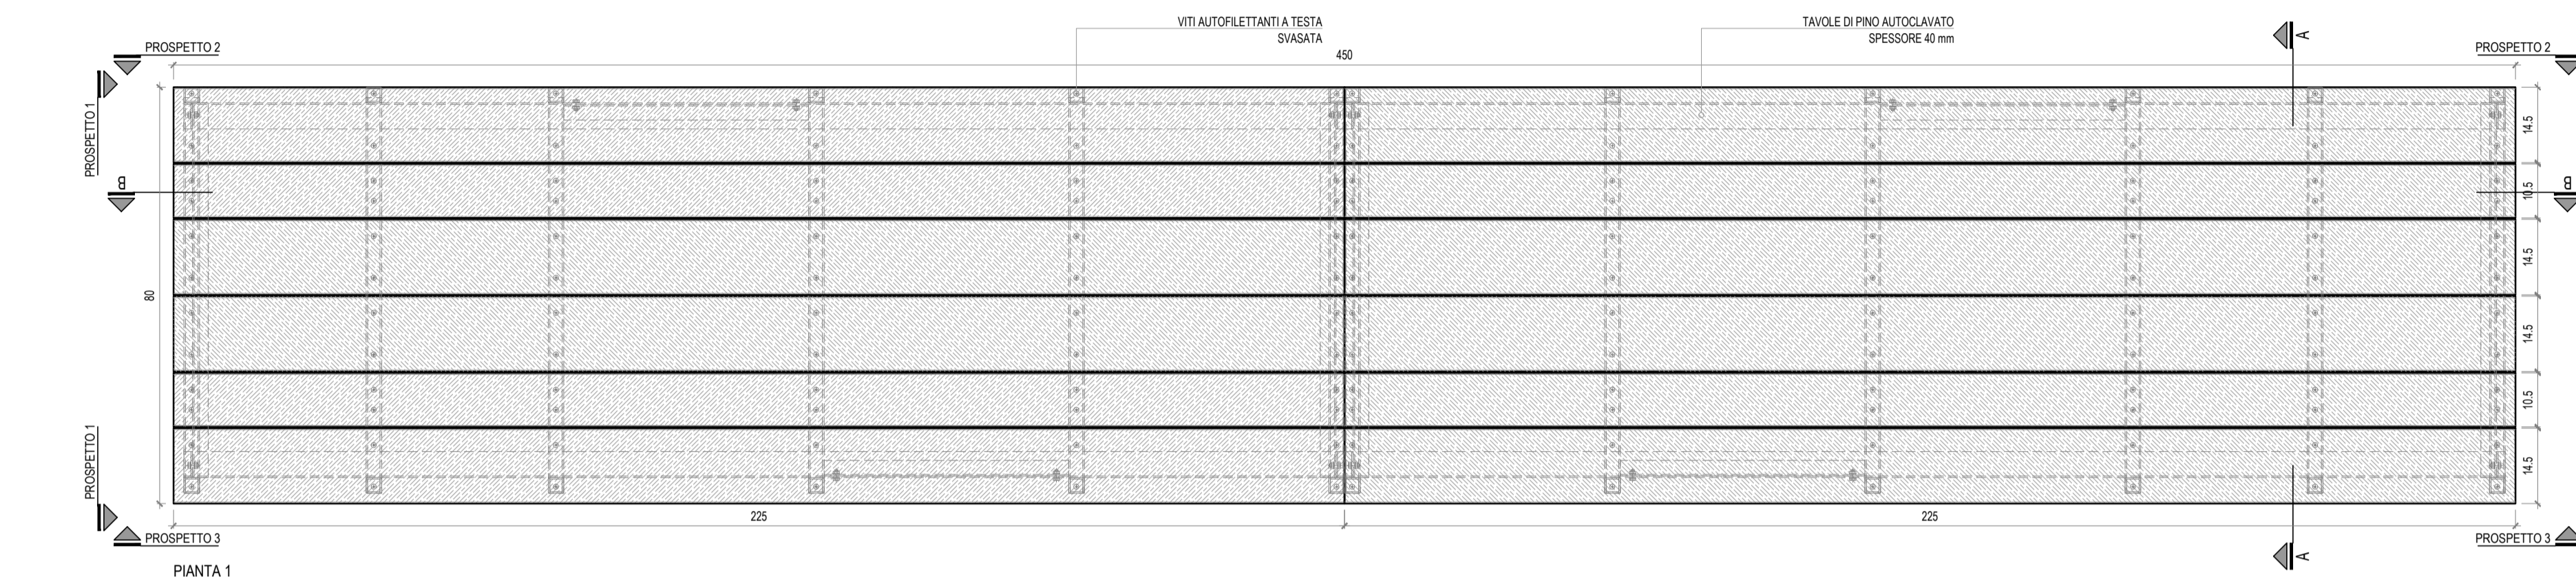 VITI AUTOFILETTANTI A TESTA
SVASATA
TAVOLE DI PINO AUTOCLAVATO
SPESSORE 40 mm
PROSPETTO 2
450
A
PROSPETTO 2
PROSPETTO 1
B
80
14.5
10.5
14.5
14.5
10.5
14.5
B
PROSPETTO 1
225
225
PROSPETTO 3
A
PROSPETTO 3
PIANTA 1